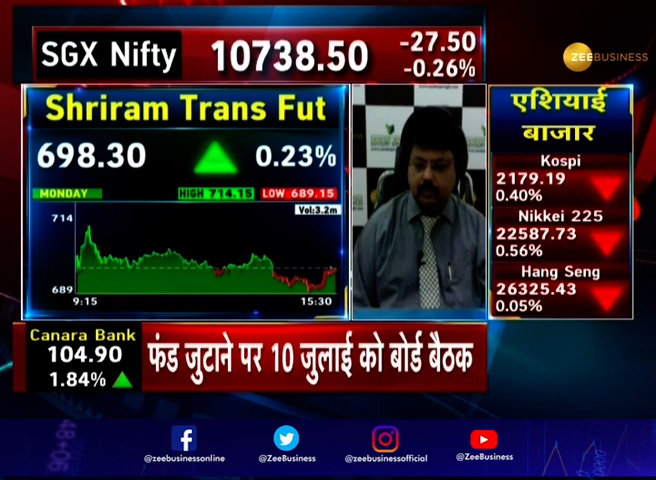 SGX Nifty 10738.50 -27.50
-0.26%
ZEEBUSINESS
Shriram Trans Fut
698.30 0.23%
MONDAY HIGH 714.15 LOW 689.15
Vol:3.2m
714
689
9:15 15:30
एशियाई
बाजार
Kospi
2179.19
0.40%
Nikkei 225
22587.73
0.56%
Hang Seng
26325.43
0.05%
Canara Bank
104.90
1.84%
फंड जुटाने पर 10 जुलाई को बोर्ड बैठक
@zeebusinessonline @ZeeBusiness @zeebusinessofficial @ZeeBusiness
48+06